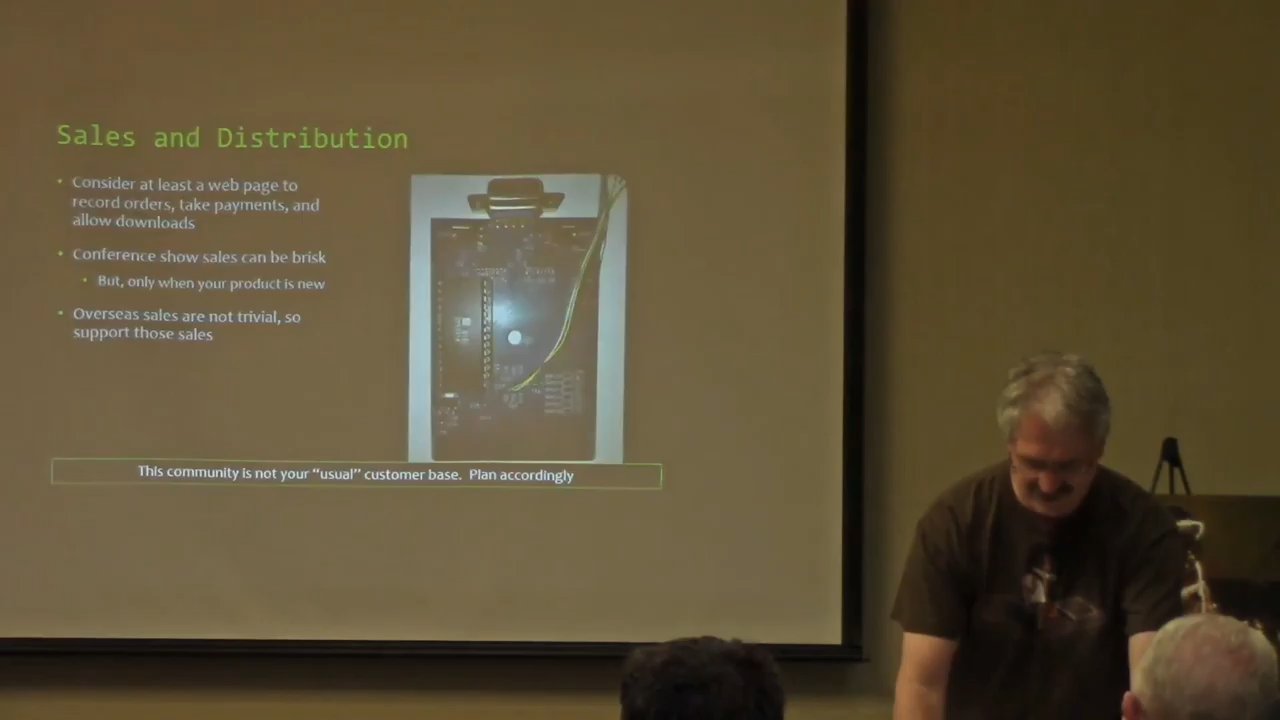 Sales and Distribution
Consider at least a web page to
record orders, take payments, and
allow downloads
Conference show sales can be brisk
But, only when your product is new
Overseas sales are not trivial, so
support those sales
This community is not your “usual” customer base. Plan accordingly